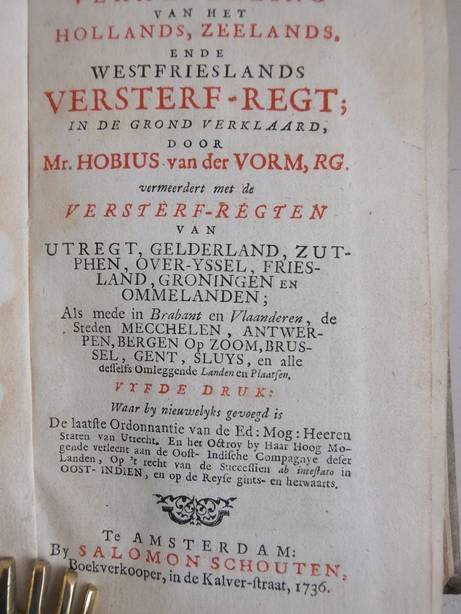 VAN HET
HOLLANDS, ZEELANDS.
ENDE
WESTFRIESLANDS
VERSTERF-REGT;
IN DE GROND VERKLAARD,
DOOR
Mr. HOBIUS van der VORM, RG.
vermeerdert met de
VERSTERF-REGTEN
VAN
UTREGT, GELDERLAND, ZUT-
PHEN, OVER-YSSEL, FRIES-
LAND, GRONINGEN EN
OMMELANDEN;
Als mede in Brabant en Vlaanderen, de
Steden MECCHELEN, ANTWER-
PEN, BERGEN Op ZOOM, BRUS-
SEL, GENT, SLUYS, en alle
desselfs Omleggende Landen en Plaatsen.
VYFDE DRUK:
Waar by nieuwelyks gevoegd is
De laatste Ordonnantie van de Ed: Mog: Heeren
Staten van Utrecht. En het Octroy by Haar Hoog Mo-
gende verleent aan de Oost-Indische Compagnye deser
Landen, Op 't recht van de Successien ab intestato in
OOST-INDIEN, en op de Reyse gints- en herwaarts.
Te AMSTERDAM:
By SALOMON SCHOUTEN,
Boekverkooper, in de Kalver-straat, 1736.